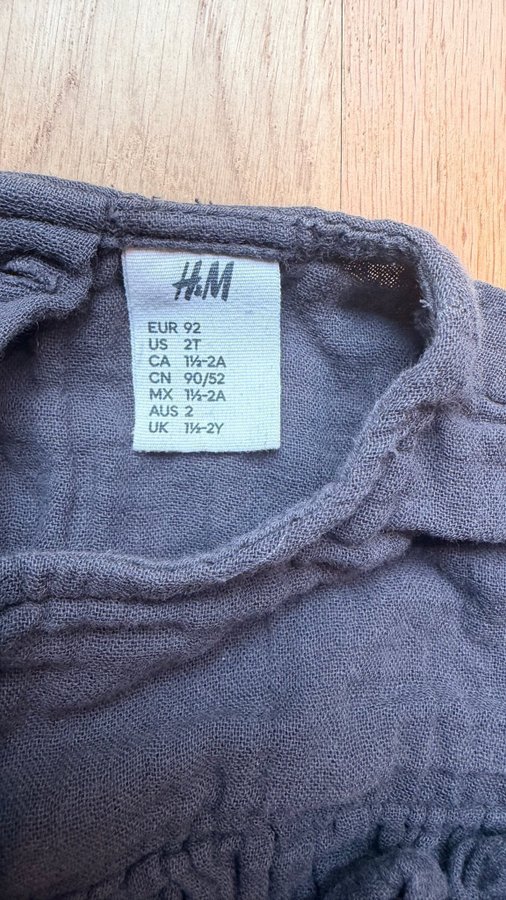 H&M
EUR 92
US 2T
CA 1½-2A
CN 90/52
MX 1½-2A
AUS 2
UK 1½-2Y